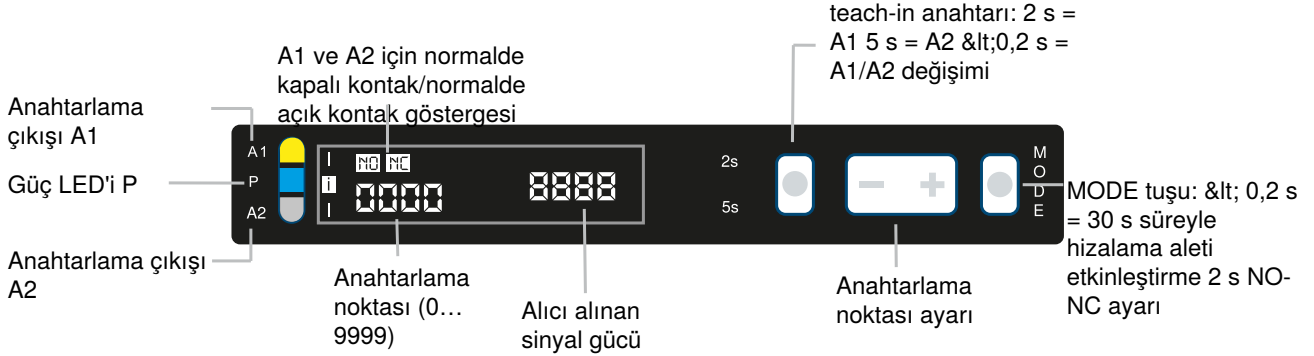 teach-in anahtarı: 2 s =
A1 5 s = A2 &lt;0,2 s =
A1/A2 değişimi
A1 ve A2 için normalde
kapalı kontak/normalde
açık kontak göstergesi
Anahtarlama
çıkışı A1
Güç LED'i P
Anahtarlama çıkışı
A2
A1
P
A2
I
i
I
NO NC
0000
8888
2s
5s
− +
MODE
MODE tuşu: &lt; 0,2 s
= 30 s süreyle
hizalama aleti
etkinleştirme 2 s NO-
NC ayarı
Anahtarlama
noktası (0…
9999)
Alıcı alınan
sinyal gücü
Anahtarlama
noktası ayarı